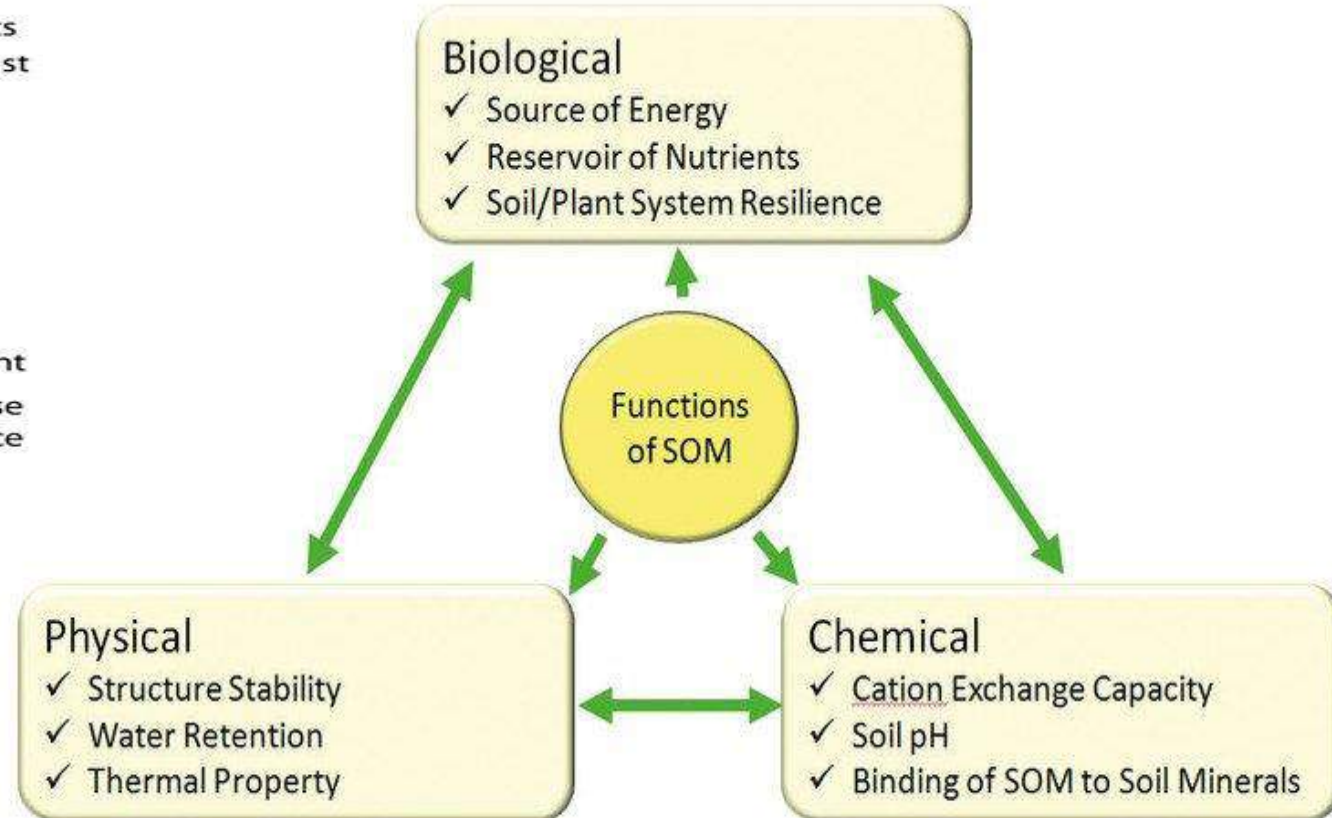 Biological
✓ Source of Energy
✓ Reservoir of Nutrients
✓ Soil/Plant System Resilience
Functions
of SOM
Physical
✓ Structure Stability
✓ Water Retention
✓ Thermal Property
Chemical
✓ Cation Exchange Capacity
✓ Soil pH
✓ Binding of SOM to Soil Minerals